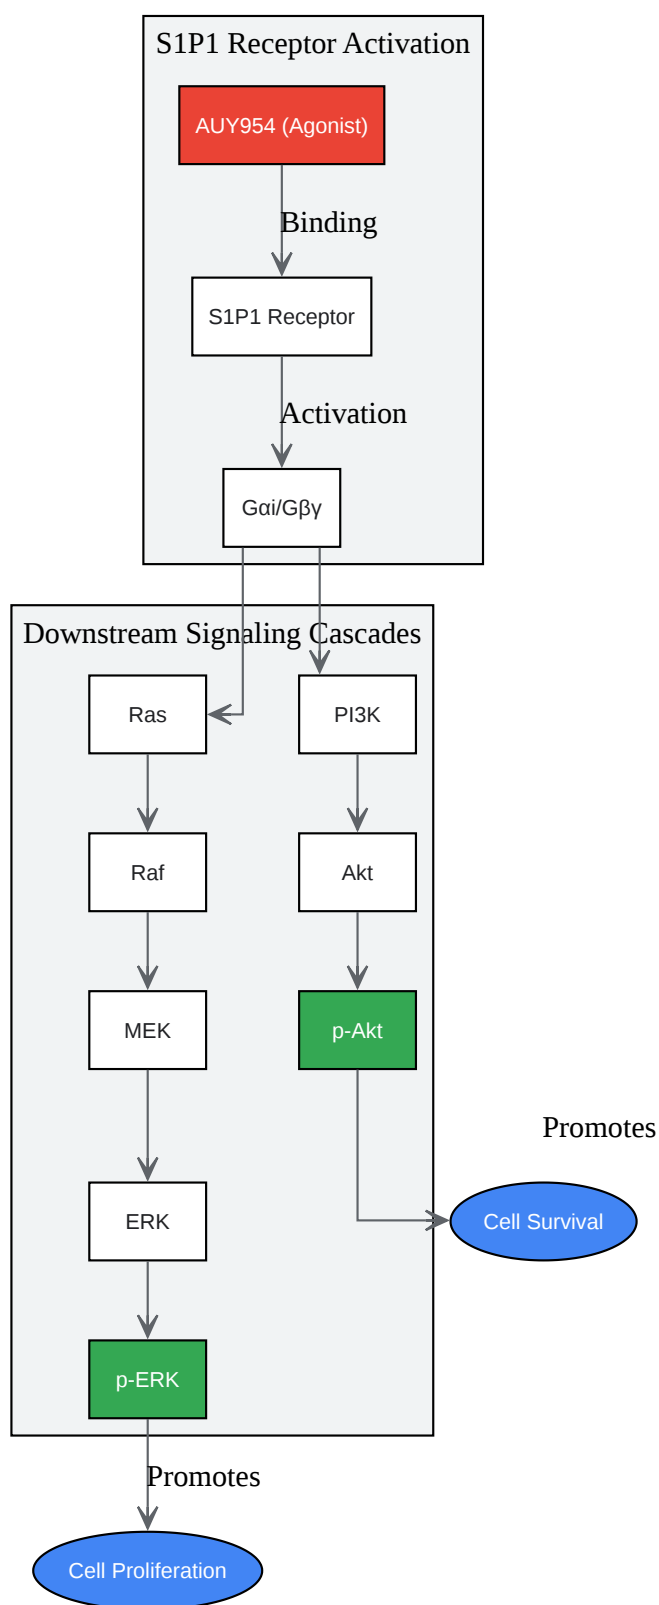 S1P1 Receptor Activation
AUY954 (Agonist)
Binding
S1P1 Receptor
Activation
Gαi/Gβγ
Downstream Signaling Cascades
Ras
PI3K
Raf
Akt
MEK
p-Akt
Promotes
ERK
Cell Survival
p-ERK
Promotes
Cell Proliferation